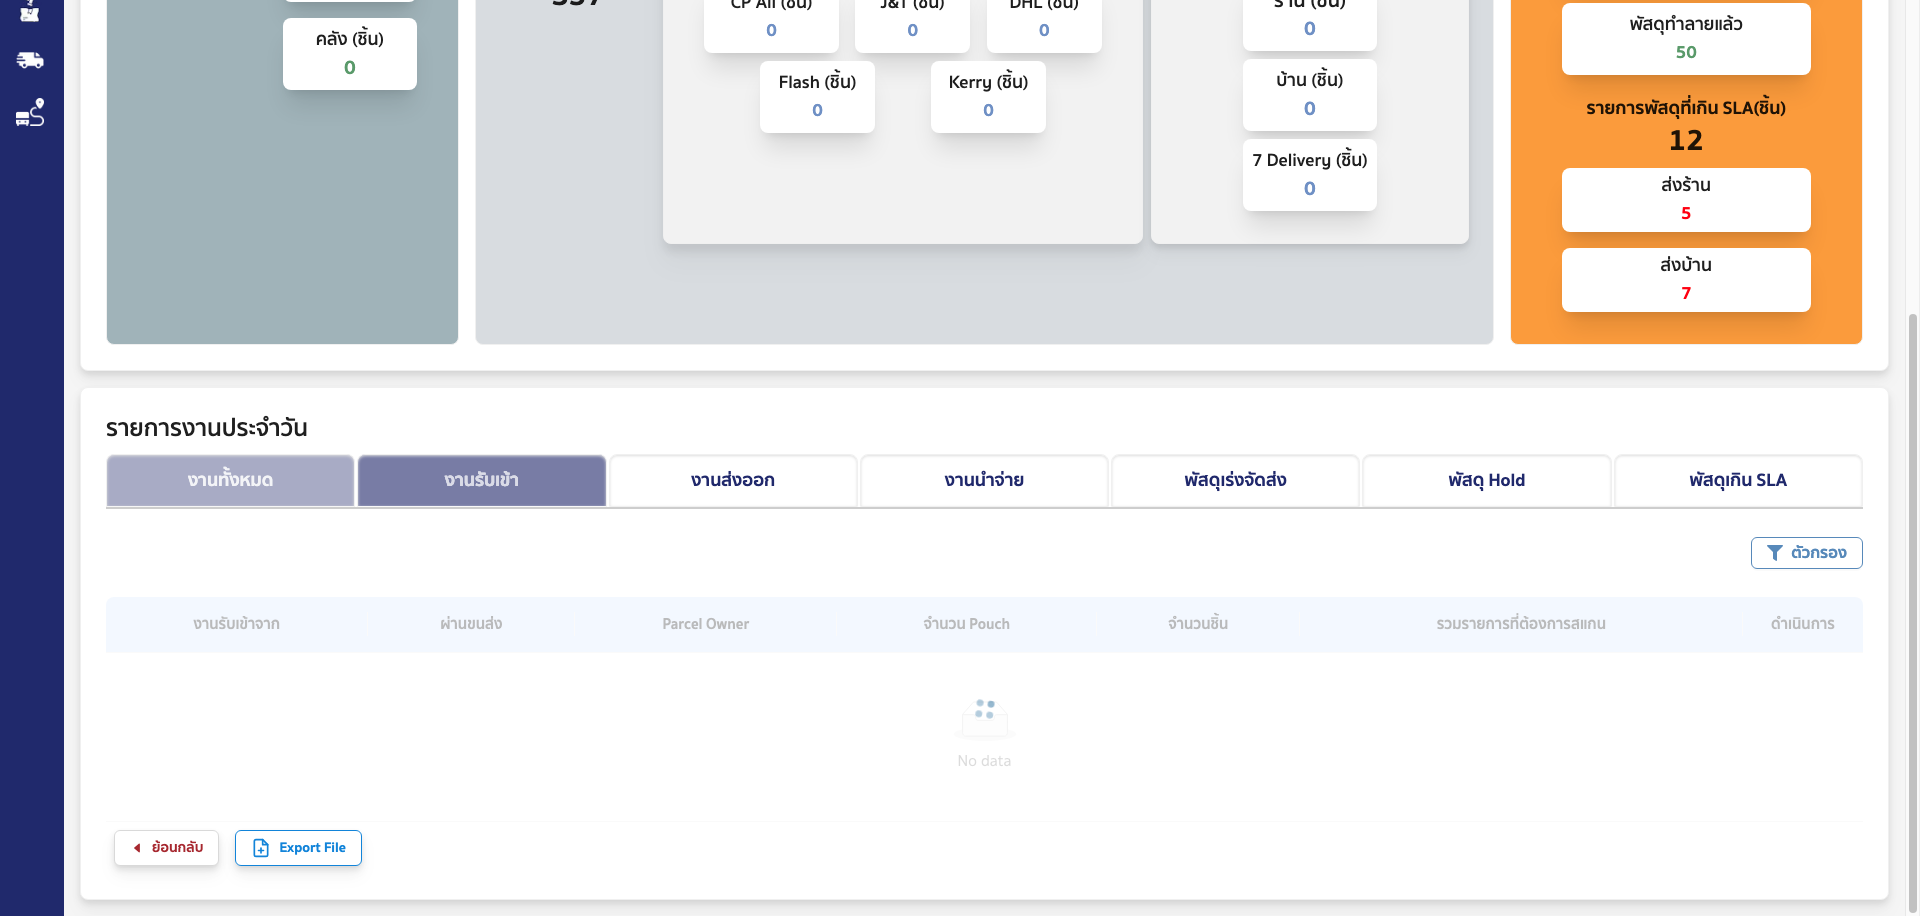 CP All (ชิ้น)
0
J&T (ชิ้น)
0
DHL (ชิ้น)
0
ร้าน (ชิ้น)
0
พัสดุทำลายแล้ว
50
คลัง (ชิ้น)
0
Flash (ชิ้น)
0
Kerry (ชิ้น)
0
บ้าน (ชิ้น)
0
7 Delivery (ชิ้น)
0
รายการพัสดุที่เกิน SLA(ชิ้น)
12
ส่งร้าน
5
ส่งบ้าน
7
รายการงานประจำวัน
งานทั้งหมด งานรับเข้า งานส่งออก งานนำจ่าย พัสดุเร่งจัดส่ง พัสดุ Hold พัสดุเกิน SLA
ตัวกรอง
งานรับเข้าจาก ผ่านขนส่ง Parcel Owner จำนวน Pouch จำนวนชิ้น รวมรายการที่ต้องการสแกน ดำเนินการ
No data
ย้อนกลับ Export File